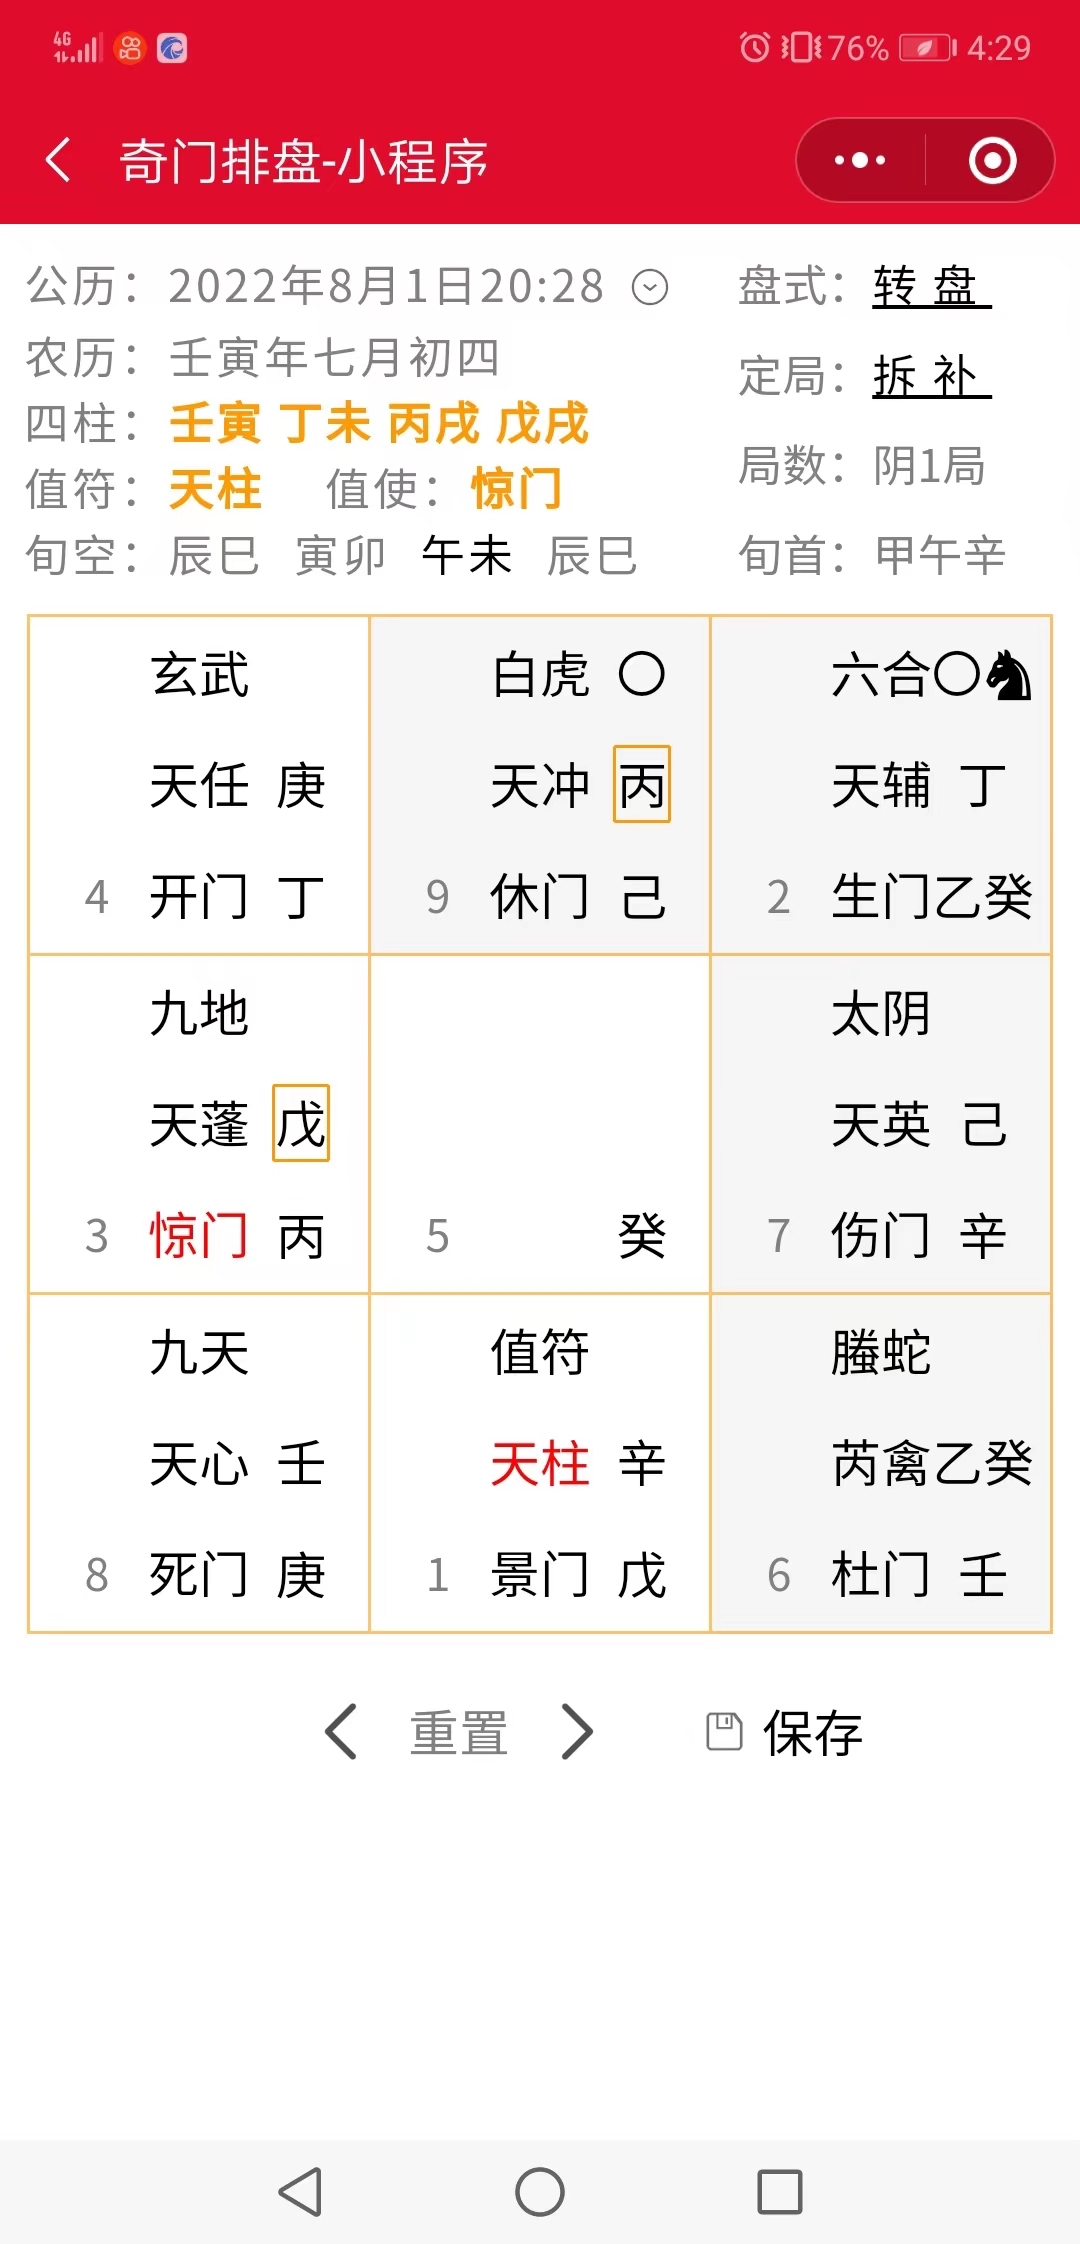 4G 76% 4:29
奇门排盘-小程序
公历：2022年8月1日20:28 盘式：转 盘
农历：壬寅年七月初四 定局：拆 补
四柱：壬寅 丁未 丙戌 戊戌
值符：天柱 值使：惊门 局数：阴1局
旬空：辰巳 寅卯 午未 辰巳 旬首：甲午辛
玄武 白虎 〇 六合〇
天任 庚 天冲 丙 天辅 丁
4 开门 丁 9 休门 己 2 生门乙癸
九地 太阴
天蓬 戊 天英 己
3 惊门 丙 5 癸 7 伤门 辛
九天 值符 螣蛇
天心 壬 天柱 辛 芮禽乙癸
8 死门 庚 1 景门 戊 6 杜门 壬
重置 保存